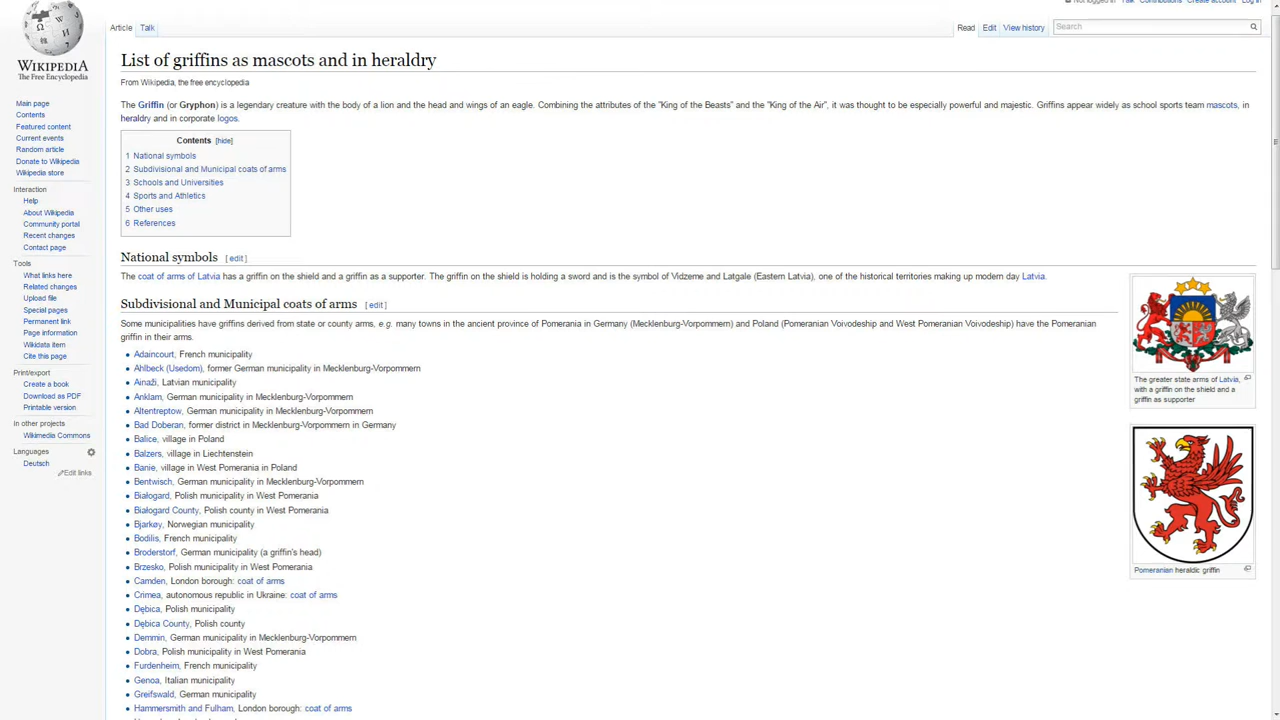 Not logged in Talk Contributions Create account Log in
Article Talk Read Edit View history Search
WIKIPEDIA
The Free Encyclopedia
Main page
Contents
Featured content
Current events
Random article
Donate to Wikipedia
Wikipedia store
Interaction
Help
About Wikipedia
Community portal
Recent changes
Contact page
Tools
What links here
Related changes
Upload file
Special pages
Permanent link
Page information
Wikidata item
Cite this page
Print/export
Create a book
Download as PDF
Printable version
In other projects
Wikimedia Commons
Languages
Deutsch
Edit links
List of griffins as mascots and in heraldry
From Wikipedia, the free encyclopedia
The Griffin (or Gryphon) is a legendary creature with the body of a lion and the head and wings of an eagle. Combining the attributes of the "King of the Beasts" and the "King of the Air", it was thought to be especially powerful and majestic. Griffins appear widely as school sports team mascots, in
heraldry and in corporate logos.
Contents [hide]
1 National symbols
2 Subdivisional and Municipal coats of arms
3 Schools and Universities
4 Sports and Athletics
5 Other uses
6 References
National symbols [ edit ]
The coat of arms of Latvia has a griffin on the shield and a griffin as a supporter. The griffin on the shield is holding a sword and is the symbol of Vidzeme and Latgale (Eastern Latvia), one of the historical territories making up modern day Latvia.
Subdivisional and Municipal coats of arms [ edit ]
Some municipalities have griffins derived from state or county arms, e.g. many towns in the ancient province of Pomerania in Germany (Mecklenburg-Vorpommern) and Poland (Pomeranian Voivodeship and West Pomeranian Voivodeship) have the Pomeranian
griffin in their arms.
Adaincourt, French municipality
Ahlbeck (Usedom), former German municipality in Mecklenburg-Vorpommern
Ainaži, Latvian municipality
Anklam, German municipality in Mecklenburg-Vorpommern
Altentreptow, German municipality in Mecklenburg-Vorpommern
Bad Doberan, former district in Mecklenburg-Vorpommern in Germany
Balice, village in Poland
Balzers, village in Liechtenstein
Banie, village in West Pomerania in Poland
Bentwisch, German municipality in Mecklenburg-Vorpommern
Białogard, Polish municipality in West Pomerania
Białogard County, Polish county in West Pomerania
Bjarkøy, Norwegian municipality
Bodilis, French municipality
Broderstorf, German municipality (a griffin's head)
Brzesko, Polish municipality in West Pomerania
Camden, London borough: coat of arms
Crimea, autonomous republic in Ukraine: coat of arms
Dębica, Polish municipality
Dębica County, Polish county
Demmin, German municipality in Mecklenburg-Vorpommern
Dobra, Polish municipality in West Pomerania
Furdenheim, French municipality
Genoa, Italian municipality
Greifswald, German municipality
Hammersmith and Fulham, London borough: coat of arms
The greater state arms of Latvia,
with a griffin on the shield and a
griffin as supporter
Pomeranian heraldic griffin